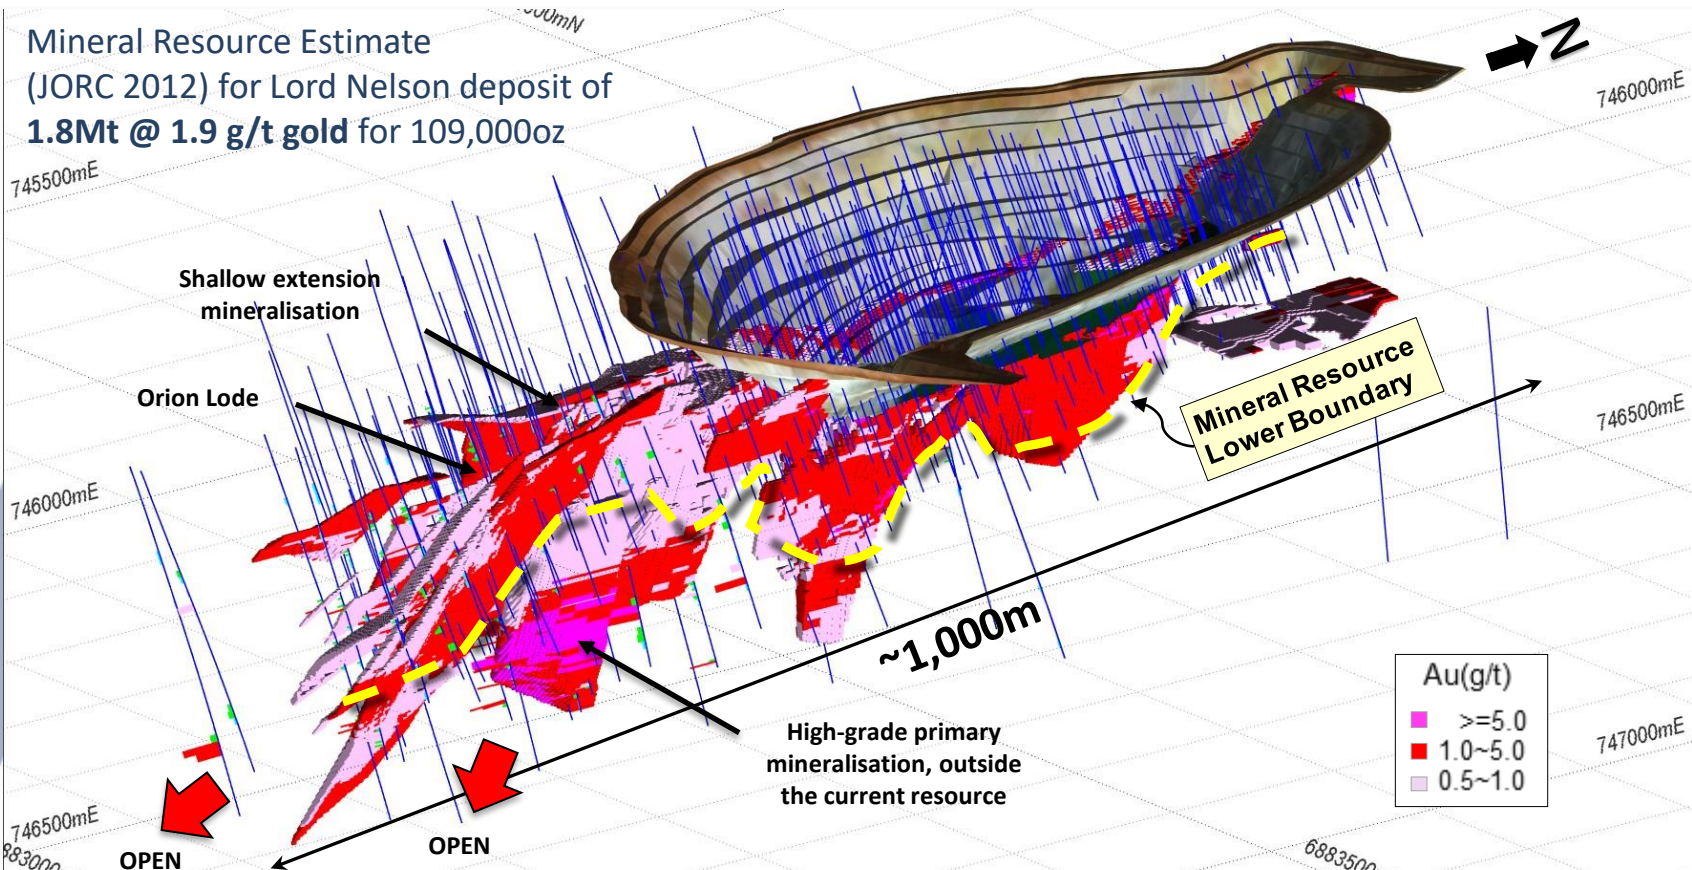 Mineral Resource Estimate
(JORC 2012) for Lord Nelson deposit of
1.8Mt @ 1.9 g/t gold for 109,000oz
N
746000mE
745500mE
Shallow extension
mineralisation
Orion Lode
Mineral Resource
Lower Boundary
746500mE
746000mE
~1,000m
Au(g/t)
>=5.0
1.0~5.0
0.5~1.0
High-grade primary
mineralisation, outside
the current resource
747000mE
746500mE
OPEN
OPEN
6883500